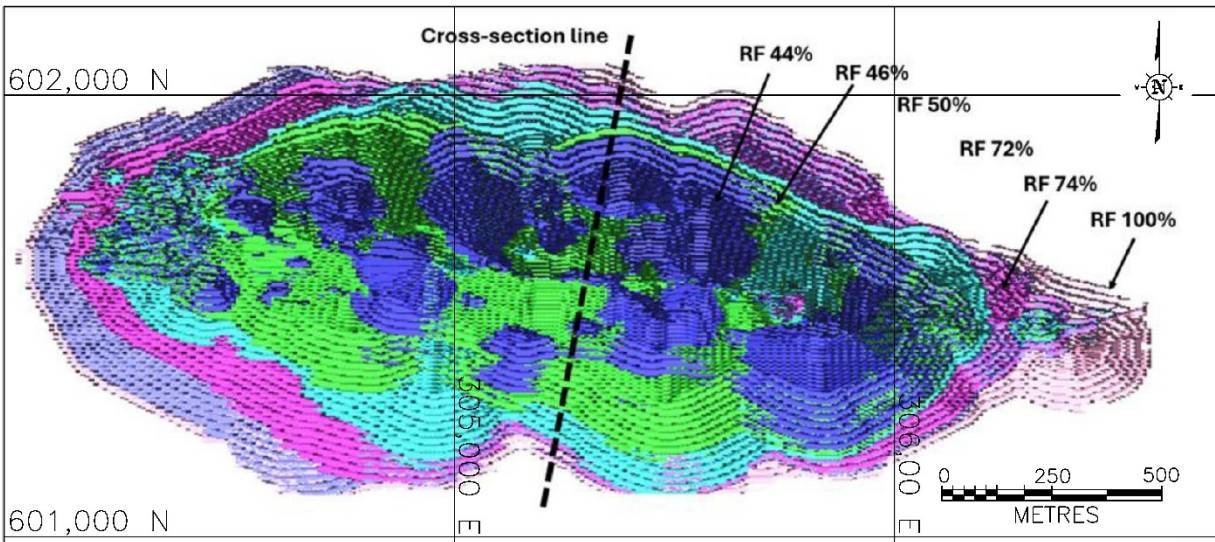 Cross-section line
RF 44%
RF 46%
602,000 N
RF 50%
N
RF 72%
RF 74%
RF 100%
305,000 E
306,00 E
0 250 500
METRES
601,000 N